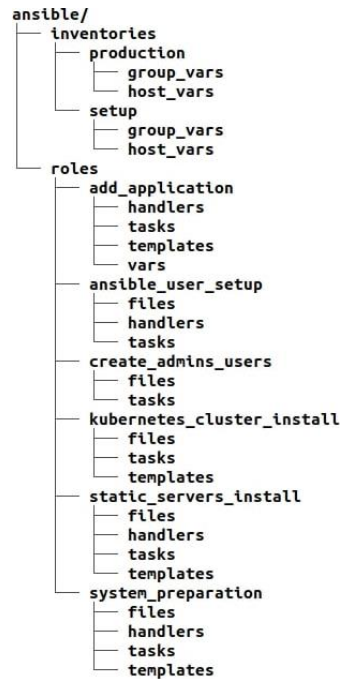 ansible/
├── inventories
│   ├── production
│   │   ├── group_vars
│   │   └── host_vars
│   └── setup
│       ├── group_vars
│       └── host_vars
└── roles
    ├── add_application
    │   ├── handlers
    │   ├── tasks
    │   ├── templates
    │   └── vars
    ├── ansible_user_setup
    │   ├── files
    │   ├── handlers
    │   └── tasks
    ├── create_admins_users
    │   ├── files
    │   └── tasks
    ├── kubernetes_cluster_install
    │   ├── files
    │   ├── tasks
    │   └── templates
    ├── static_servers_install
    │   ├── files
    │   ├── handlers
    │   ├── tasks
    │   └── templates
    └── system_preparation
        ├── files
        ├── handlers
        ├── tasks
        └── templates